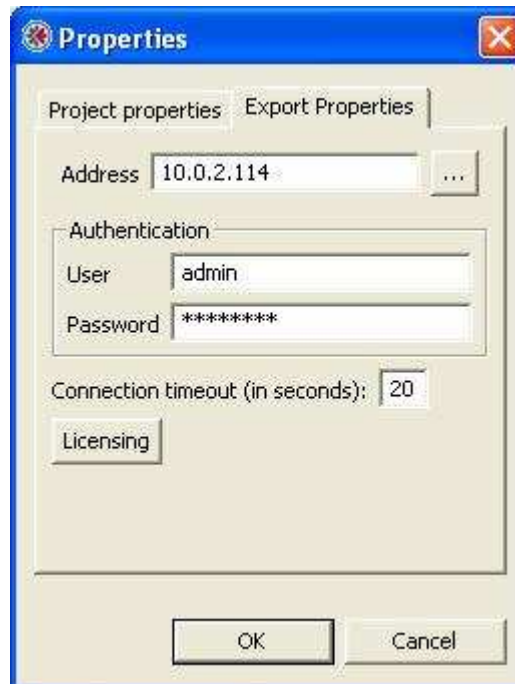 Properties
Project properties Export Properties
Address 10.0.2.114 ...
Authentication
User admin
Password ********
Connection timeout (in seconds): 20
Licensing
OK Cancel